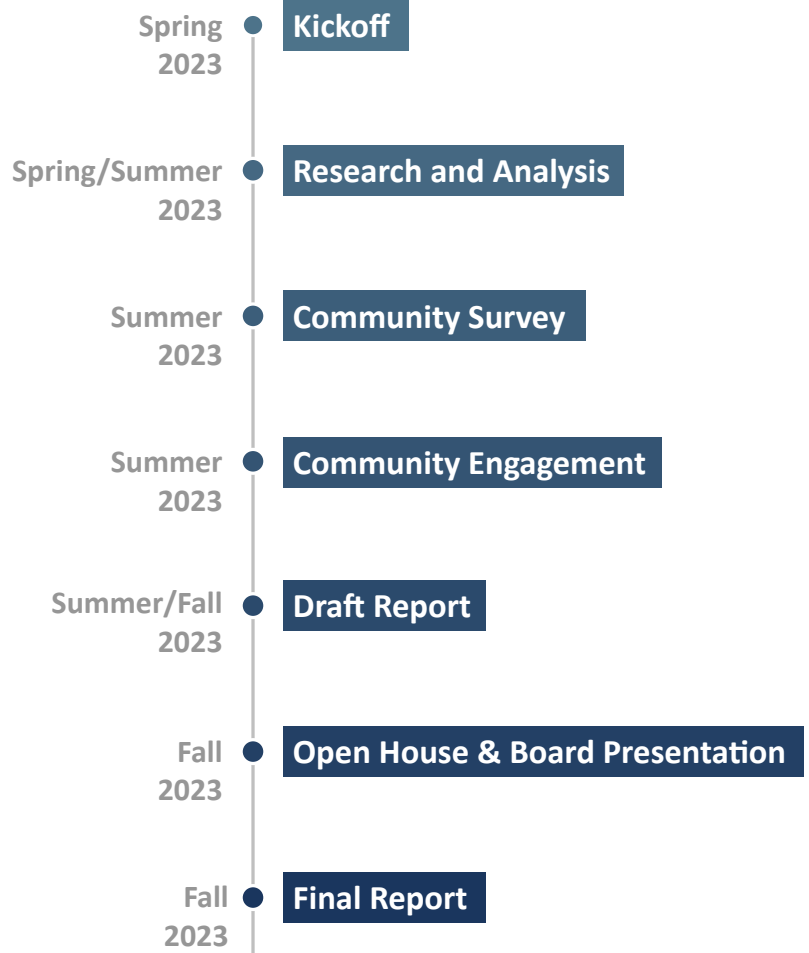 Spring
2023
Kickoff
Spring/Summer
2023
Research and Analysis
Summer
2023
Community Survey
Summer
2023
Community Engagement
Summer/Fall
2023
Draft Report
Fall
2023
Open House & Board Presentation
Fall
2023
Final Report